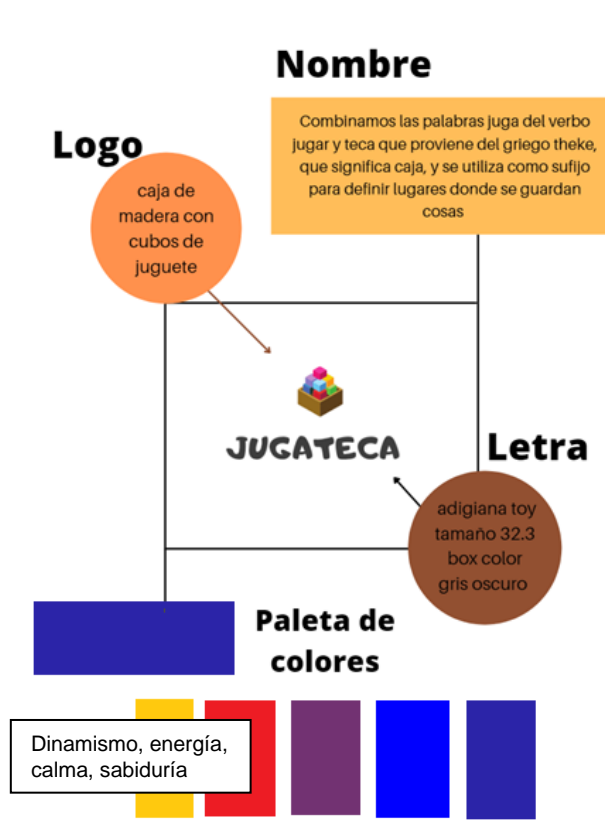 Nombre
Combinamos las palabras juga del verbo
jugar y teca que proviene del griego theke,
que significa caja, y se utiliza como sufijo
para definir lugares donde se guardan
cosas
Logo
caja de
madera con
cubos de
juguete
JUGATECA
Letra
adigiana toy
tamaño 32.3
box color
gris oscuro
Paleta de
colores
Dinamismo, energía,
calma, sabiduría